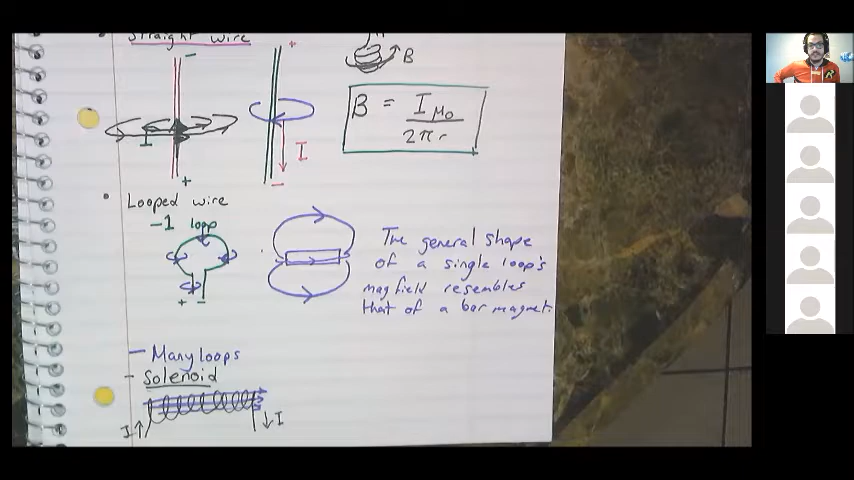 Straight wire
-
+
B
B = Iμ₀
2πr
I
I
+
-
Looped wire
-1 loop
+ -
The general shape
of a single loop's
mag field resembles
that of a bar magnet.
- Many loops
- Solenoid
I
I